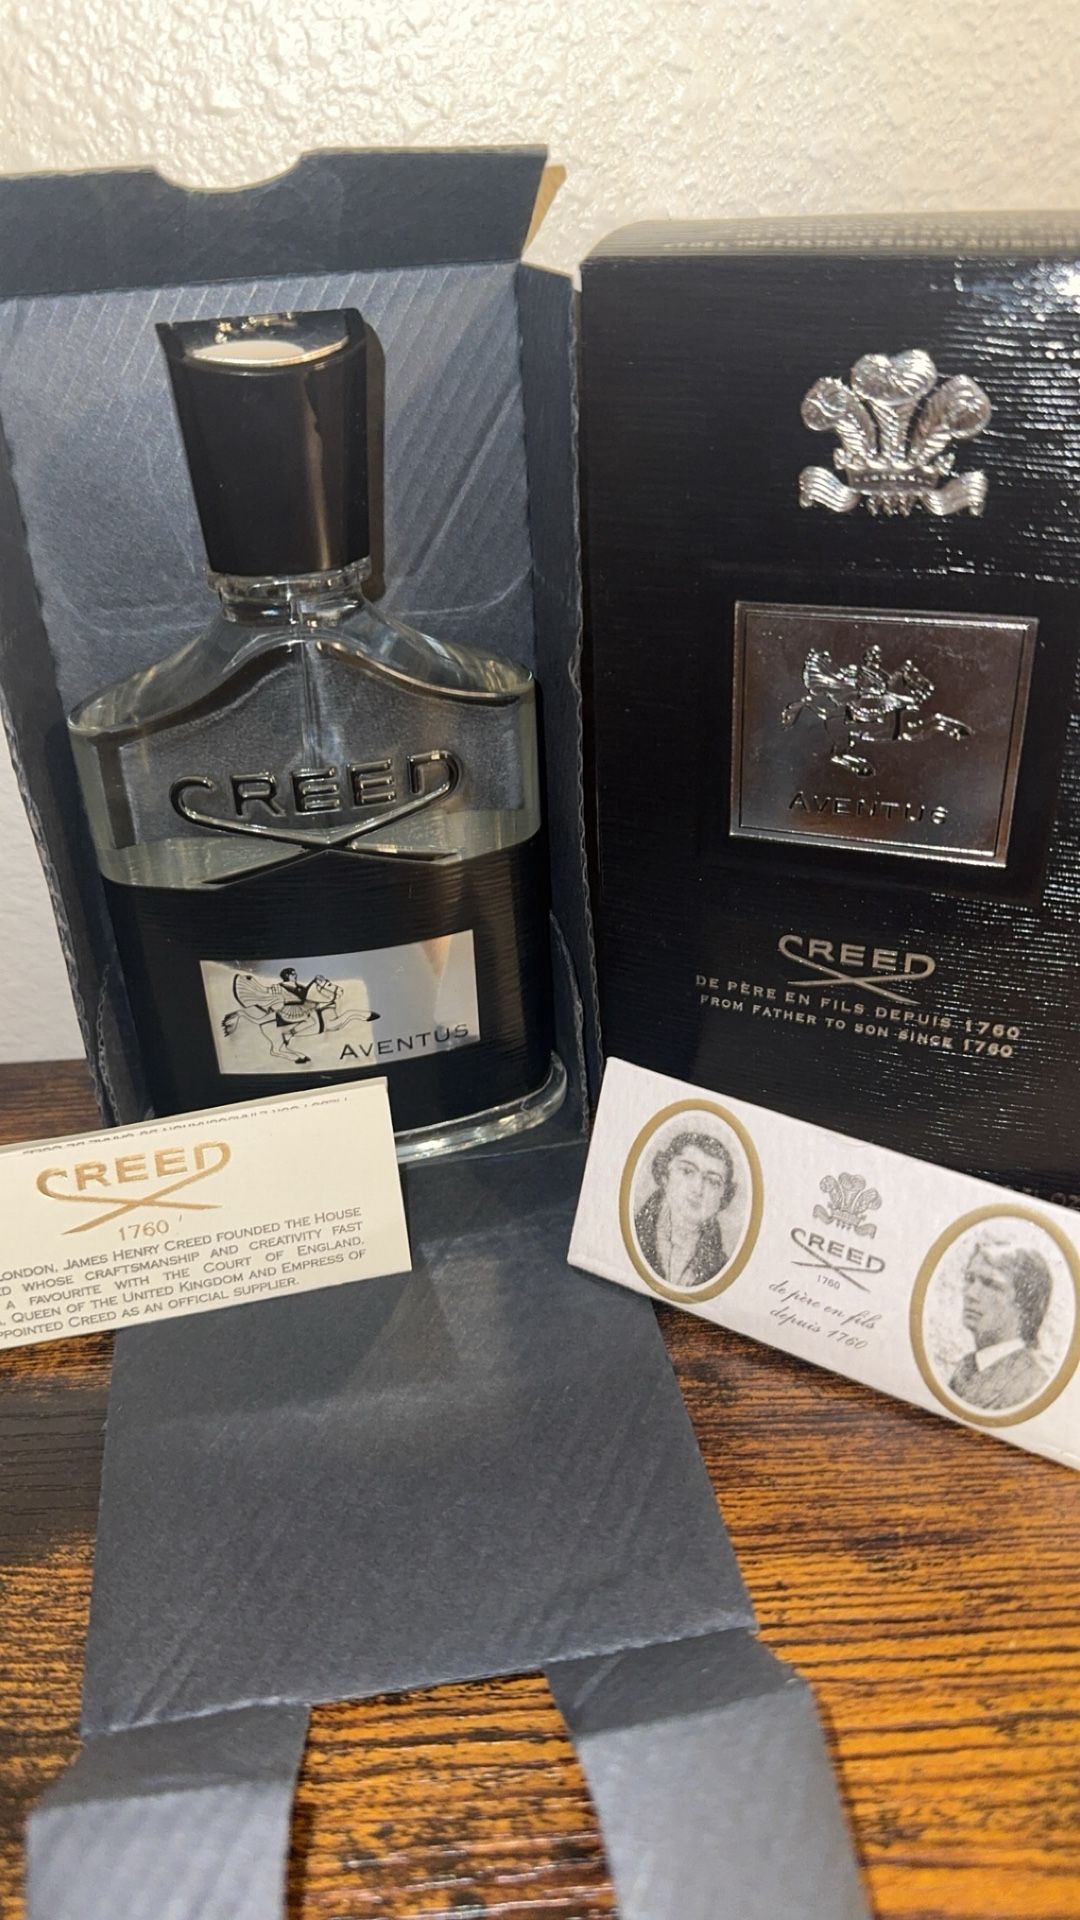 CREED
AVENTUS
AVENTUS
CREED
DE PÈRE EN FILS DEPUIS 1760
FROM FATHER TO SON SINCE 1760
CREED
1760
LONDON, JAMES HENRY CREED FOUNDED THE HOUSE
WHOSE CRAFTSMANSHIP AND CREATIVITY FAST
A FAVOURITE WITH THE COURT OF ENGLAND.
QUEEN OF THE UNITED KINGDOM AND EMPRESS OF
APPOINTED CREED AS AN OFFICIAL SUPPLIER.
CREED
1760
de père en fils
depuis 1760